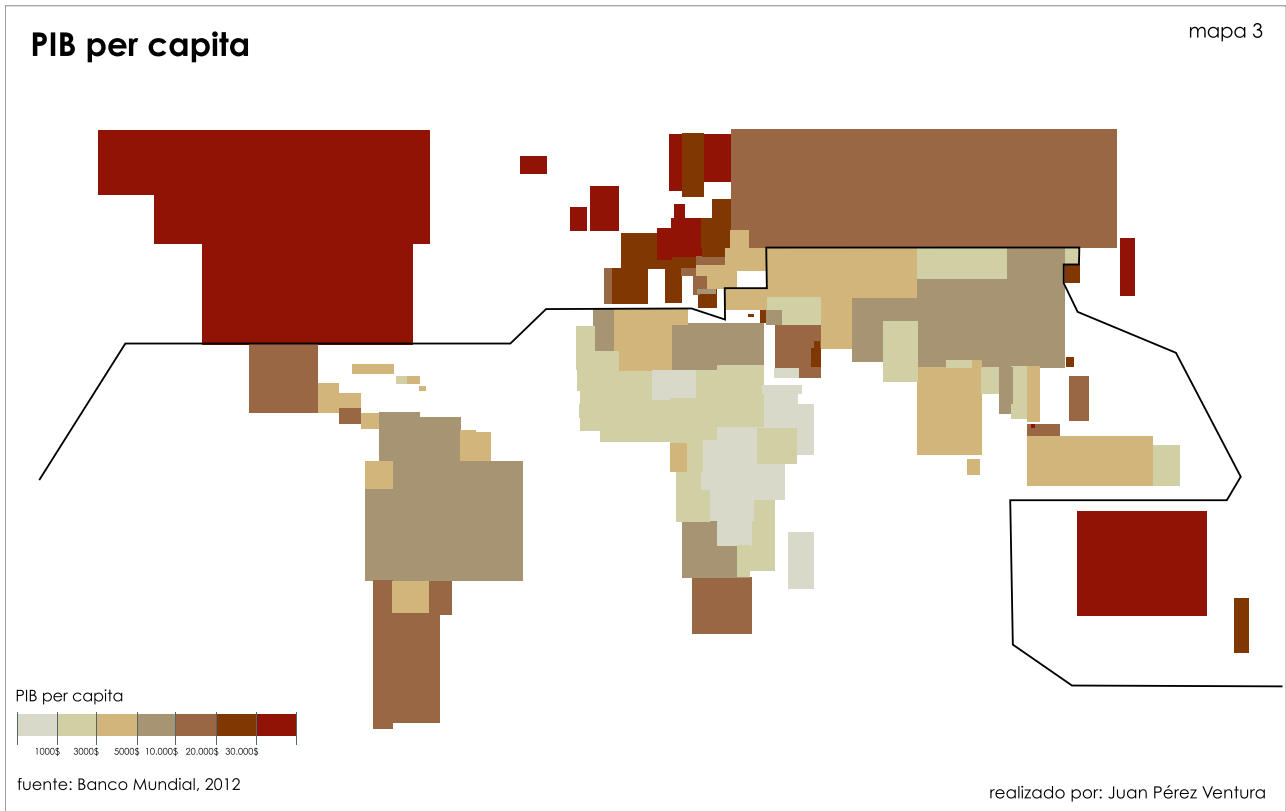 PIB per capita
mapa 3
PIB per capita
1000$ 3000$ 5000$ 10.000$ 20.000$ 30.000$
fuente: Banco Mundial, 2012
realizado por: Juan Pérez Ventura